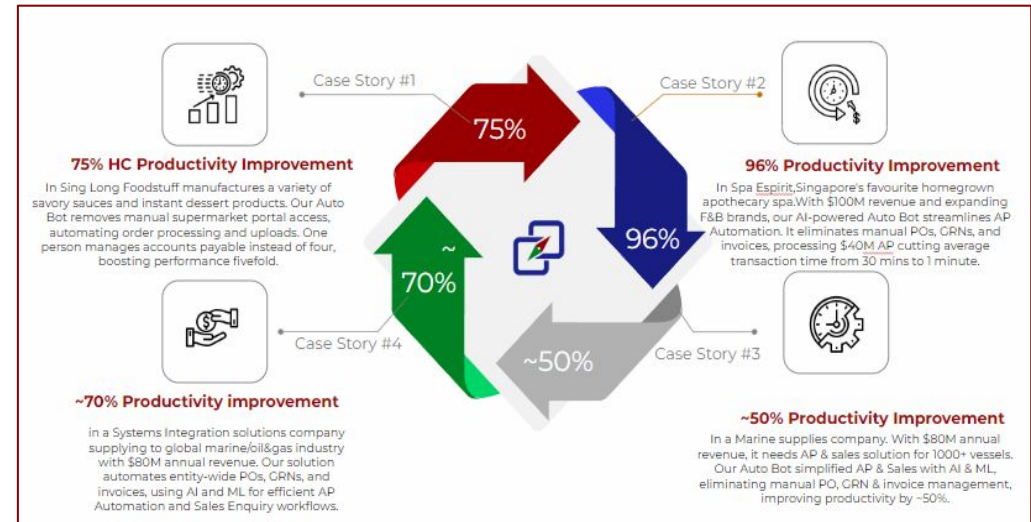 Case Story #1
75%
75% HC Productivity Improvement
In Sing Long Foodstuff manufactures a variety of
savory sauces and instant dessert products. Our Auto
Bot removes manual supermarket portal access,
automating order processing and uploads. One
person manages accounts payable instead of four,
boosting performance fivefold.
Case Story #2
96%
96% Productivity Improvement
In Spa Espirit,Singapore's favourite homegrown
apothecary spa.With $100M revenue and expanding
F&B brands, our AI-powered Auto Bot streamlines AP
Automation. It eliminates manual POs, GRNs, and
invoices, processing $40M AP cutting average
transaction time from 30 mins to 1 minute.
~
70%
Case Story #4
~70% Productivity improvement
in a Systems Integration solutions company
supplying to global marine/oil&gas industry
with $80M annual revenue. Our solution
automates entity-wide POs, GRNs, and
invoices, using AI and ML for efficient AP
Automation and Sales Enquiry workflows.
~50%
Case Story #3
~50% Productivity Improvement
In a Marine supplies company. With $80M annual
revenue, it needs AP & sales solution for 1000+ vessels.
Our Auto Bot simplified AP & Sales with AI & ML,
eliminating manual PO, GRN & invoice management,
improving productivity by ~50%.